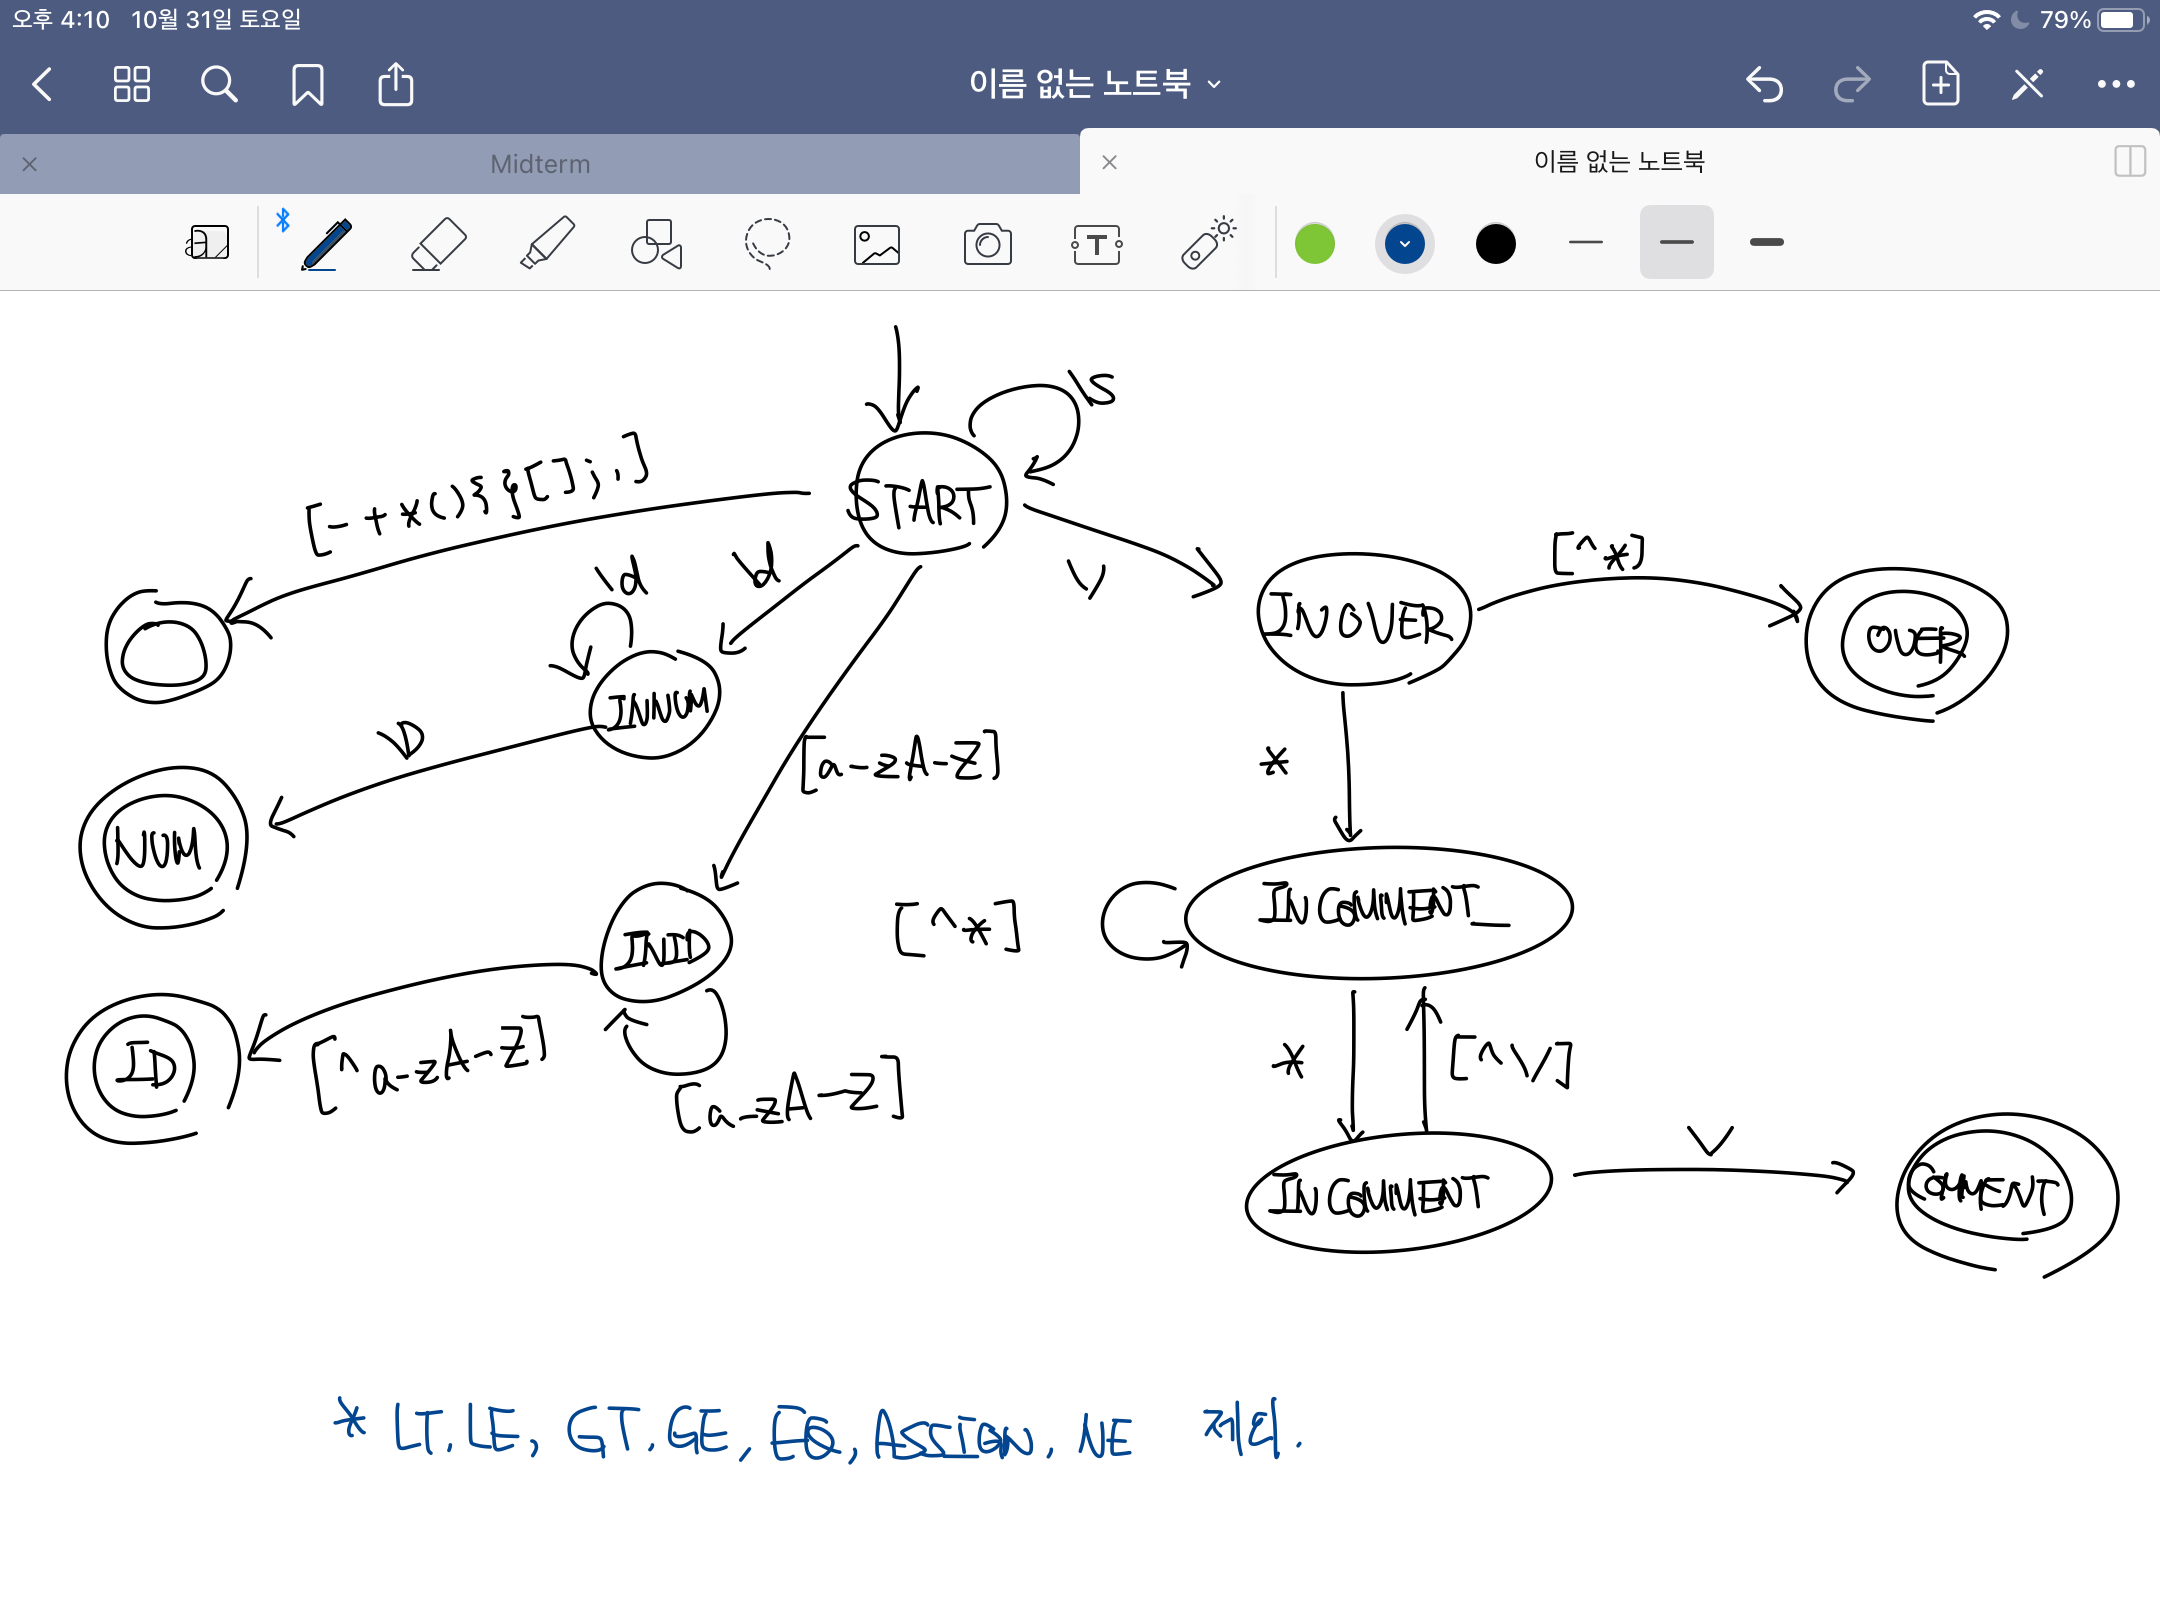 오후 4:10 10월 31일 토요일 79%
이름 없는 노트북
Midterm 이름 없는 노트북
\s
[-+*(){}[];,]
START
\d
\d
\/
[^*]
INOVER
OVER
INNUM
\D
[a-zA-Z]
*
NUM
INCOMMENT_
[^*]
INID
ID
[^a-zA-Z]
[a-zA-Z]
*
[^\/]
\/
INCOMMENT
COMMENT
* LT, LE, GT, GE, EQ, ASSIGN, NE 제외.